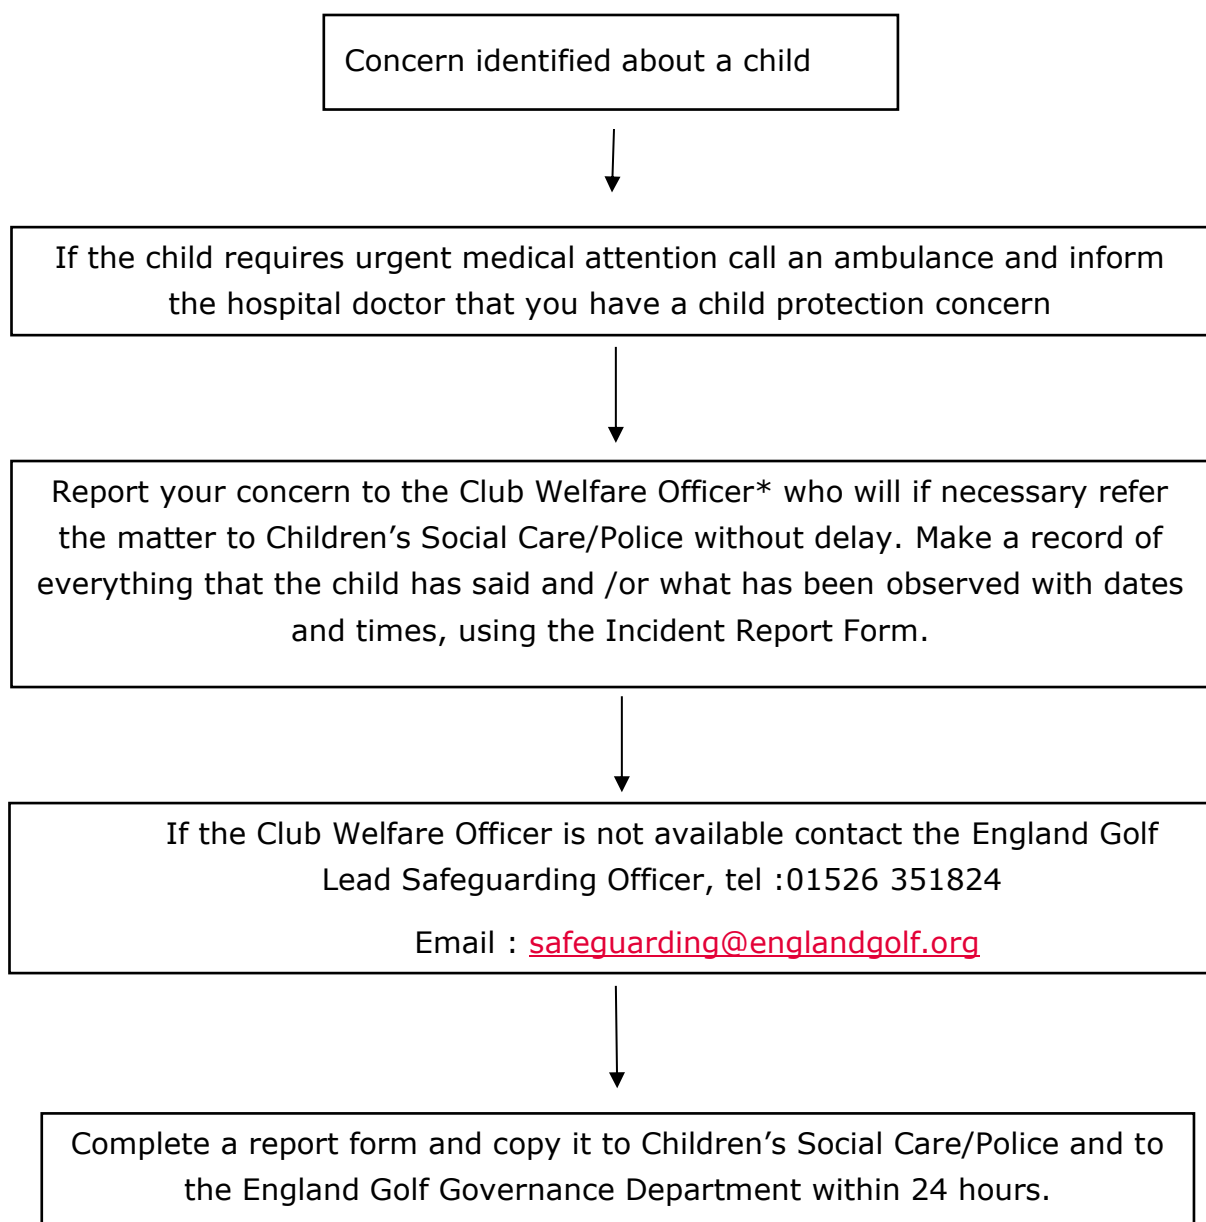 Concern identified about a child
If the child requires urgent medical attention call an ambulance and inform
the hospital doctor that you have a child protection concern
Report your concern to the Club Welfare Officer* who will if necessary refer
the matter to Children’s Social Care/Police without delay. Make a record of
everything that the child has said and /or what has been observed with dates
and times, using the Incident Report Form.
If the Club Welfare Officer is not available contact the England Golf
Lead Safeguarding Officer, tel :01526 351824
Email : safeguarding@englandgolf.org
Complete a report form and copy it to Children’s Social Care/Police and to
the England Golf Governance Department within 24 hours.